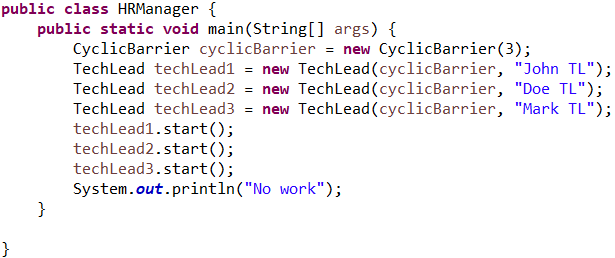 public class HRManager {
    public static void main(String[] args) {
        CyclicBarrier cyclicBarrier = new CyclicBarrier(3);
        TechLead techLead1 = new TechLead(cyclicBarrier, "John TL");
        TechLead techLead2 = new TechLead(cyclicBarrier, "Doe TL");
        TechLead techLead3 = new TechLead(cyclicBarrier, "Mark TL");
        techLead1.start();
        techLead2.start();
        techLead3.start();
        System.out.println("No work");
    }
}